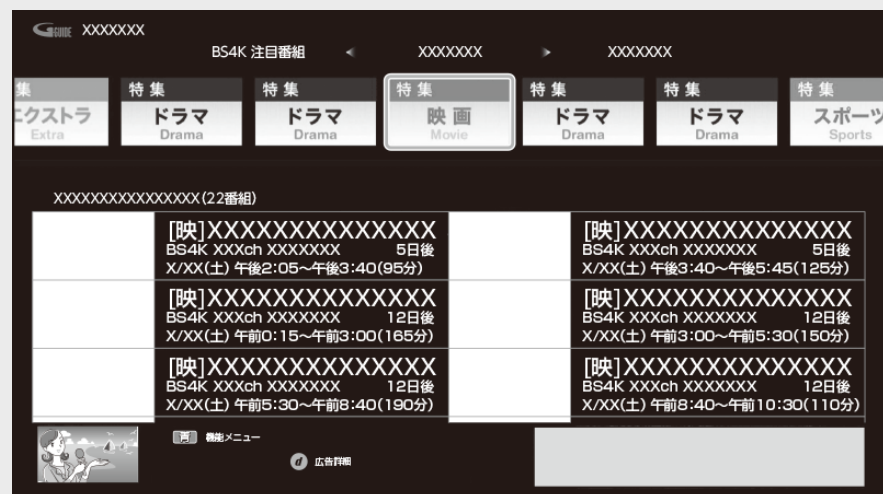 G GUIDE XXXXXXX
BS4K 注目番組 XXXXXXX XXXXXXX
集 特集 特集 特集 特集 特集 特集
エクストラ ドラマ ドラマ 映画 ドラマ ドラマ スポーツ
Extra Drama Drama Movie Drama Drama Sports
XXXXXXXXXXXXXXXXX(22番組)
[映]XXXXXXXXXXXXXX
BS4K XXXch XXXXXXX 5日後
X/XX(土) 午後2:05~午後3:40(95分)
[映]XXXXXXXXXXXXXX
BS4K XXXch XXXXXXX 5日後
X/XX(土) 午後3:40~午後5:45(125分)
[映]XXXXXXXXXXXXXX
BS4K XXXch XXXXXXX 12日後
X/XX(土) 午前0:15~午前3:00(165分)
[映]XXXXXXXXXXXXXX
BS4K XXXch XXXXXXX 12日後
X/XX(土) 午前3:00~午前5:30(150分)
[映]XXXXXXXXXXXXXX
BS4K XXXch XXXXXXX 12日後
X/XX(土) 午前5:30~午前8:40(190分)
[映]XXXXXXXXXXXXXX
BS4K XXXch XXXXXXX 12日後
X/XX(土) 午前8:40~午前10:30(110分)
機能メニュー
d 広告詳細